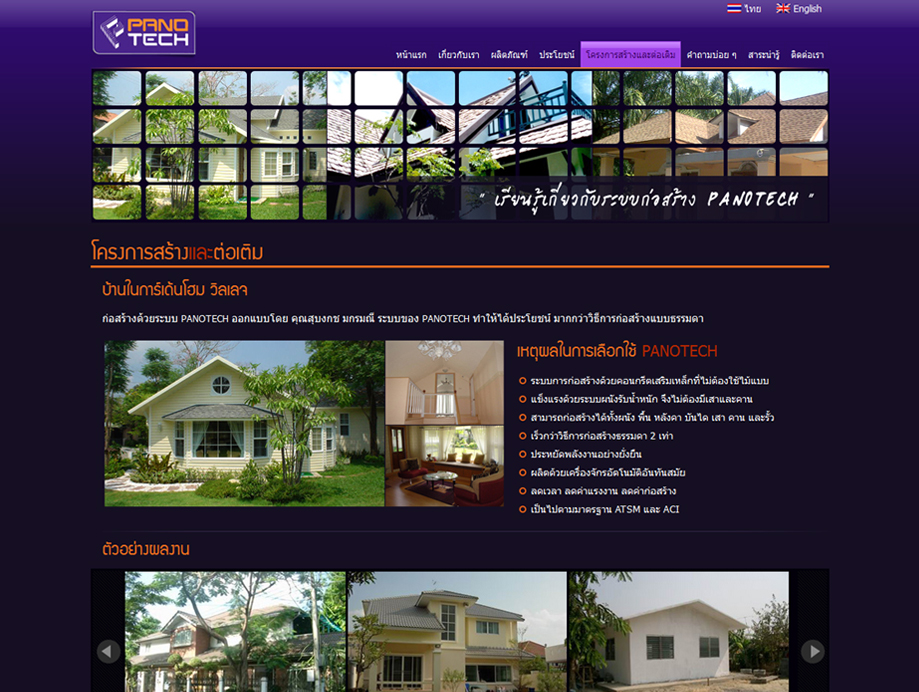 ไทย English
PANO
TECH
หน้าแรก เกี่ยวกับเรา ผลิตภัณฑ์ ประโยชน์ โครงการสร้างและต่อเติม คำถามบ่อย ๆ สาระน่ารู้ ติดต่อเรา
" เรียนรู้เกี่ยวกับระบบก่อสร้าง PANOTECH "
โครงการสร้างและต่อเติม
บ้านในการ์เด้นโฮม วิลเลจ
ก่อสร้างด้วยระบบ PANOTECH ออกแบบโดย คุณสุบงกช มกรมณี ระบบของ PANOTECH ทำให้ได้ประโยชน์ มากกว่าวิธีการก่อสร้างแบบธรรมดา
เหตุผลในการเลือกใช้ PANOTECH
ระบบการก่อสร้างด้วยคอนกรีตเสริมเหล็กที่ไม่ต้องใช้ไม้แบบ
แข็งแรงด้วยระบบผนังรับน้ำหนัก จึงไม่ต้องมีเสาและคาน
สามารถก่อสร้างได้ทั้งผนัง พื้น หลังคา บันได เสา คาน และรั้ว
เร็วกว่าวิธีการก่อสร้างธรรมดา 2 เท่า
ประหยัดพลังงานอย่างยั่งยืน
ผลิตด้วยเครื่องจักรอัตโนมัติอันทันสมัย
ลดเวลา ลดค่าแรงงาน ลดค่าก่อสร้าง
เป็นไปตามมาตรฐาน ATSM และ ACI
ตัวอย่างผลงาน